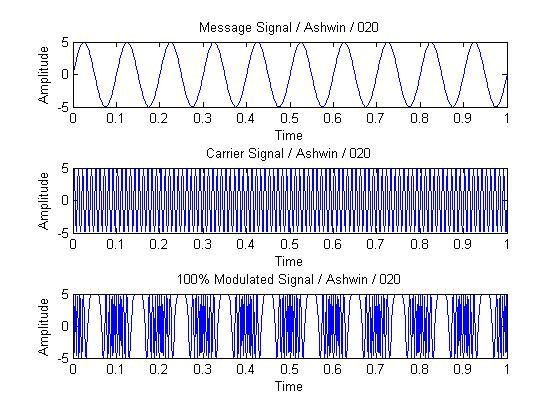 Message Signal / Ashwin / 020
5
0
-5
Amplitude
0 0.1 0.2 0.3 0.4 0.5 0.6 0.7 0.8 0.9 1
Time
Carrier Signal / Ashwin / 020
5
0
-5
Amplitude
0 0.1 0.2 0.3 0.4 0.5 0.6 0.7 0.8 0.9 1
Time
100% Modulated Signal / Ashwin / 020
5
0
-5
Amplitude
0 0.1 0.2 0.3 0.4 0.5 0.6 0.7 0.8 0.9 1
Time